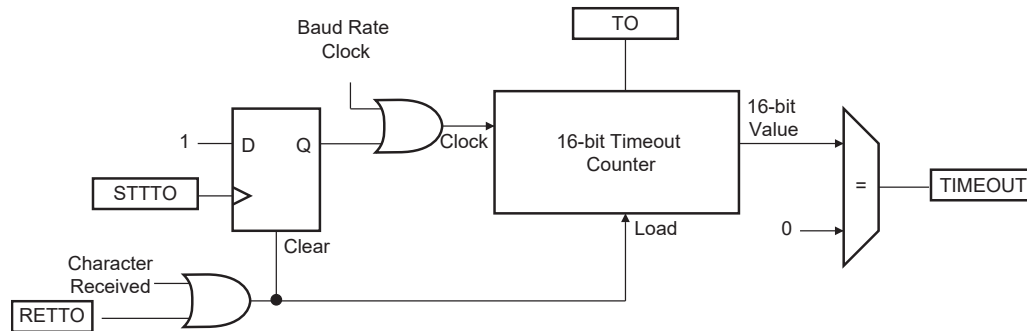 TO
Baud Rate
Clock
16-bit
Value
1
D
Q
Clock
16-bit Timeout
Counter
=
TIMEOUT
STTTO
Clear
Load
0
Character
Received
RETTO